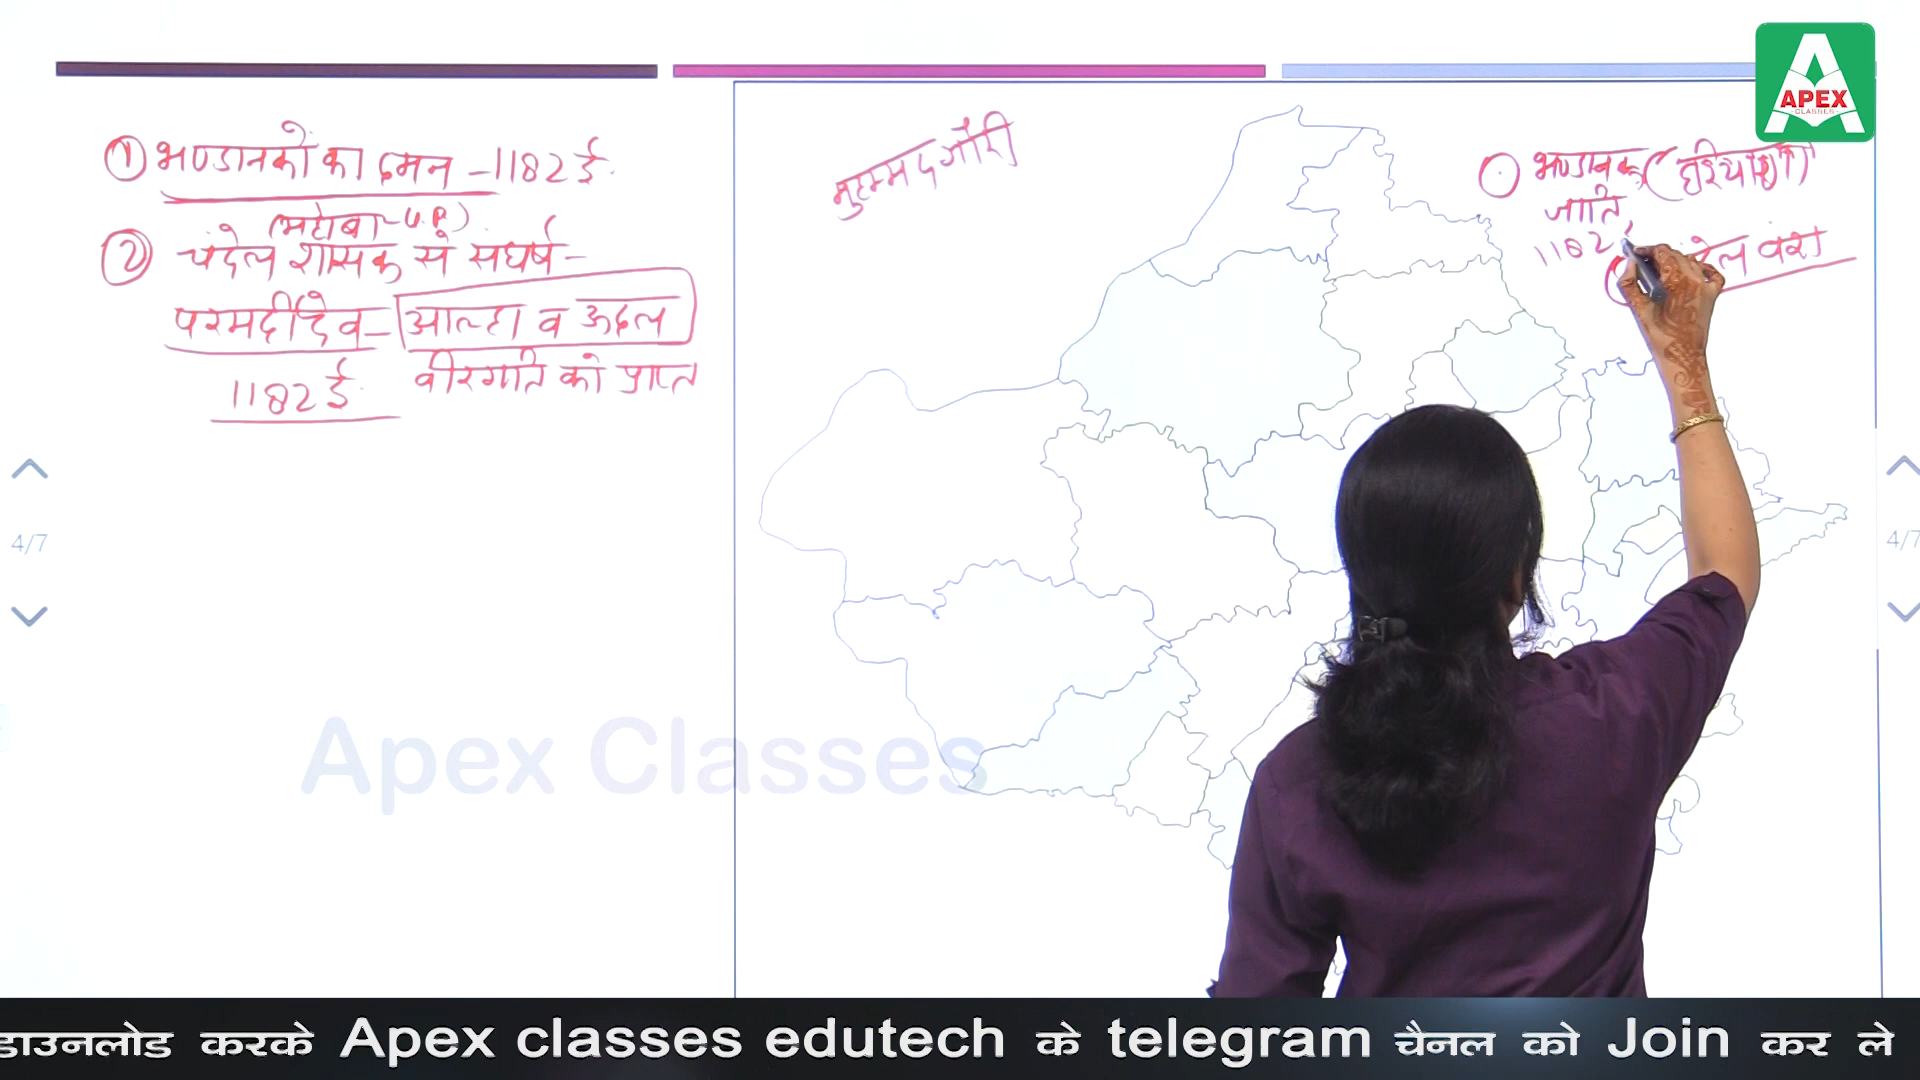 ① भण्डानकों का दमन - 1182 ई.
(महोबा - U.P.)
② चंदेल शासक से संघर्ष -
परमर्दीदेव - आल्हा व ऊदल
1182 ई. वीरगति को प्राप्त
मुहम्मद गौरी
भण्डानक (हरियाणा)
जाति,
1182
वंश
4/7
4/7
APEX
CLASSES
Apex Classes
डाउनलोड करके Apex classes edutech के telegram चैनल को Join कर ले